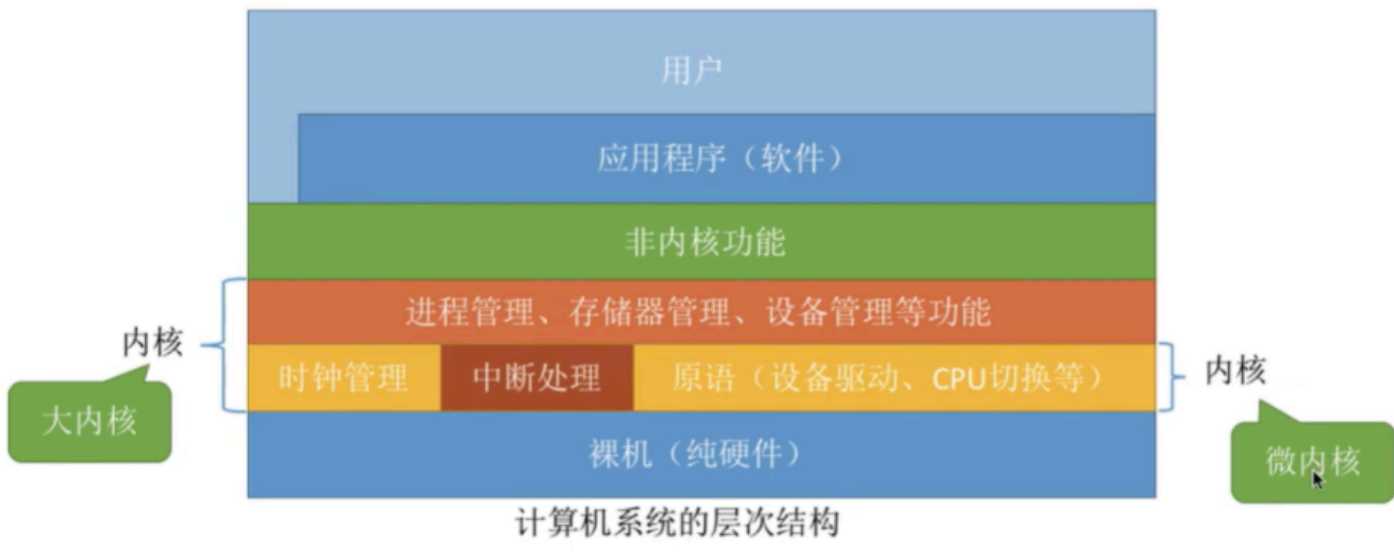 用户
应用程序（软件）
非内核功能
进程管理、存储器管理、设备管理等功能
内核
时钟管理
中断处理
原语（设备驱动、CPU切换等）
内核
大内核
裸机（纯硬件）
微内核
计算机系统的层次结构